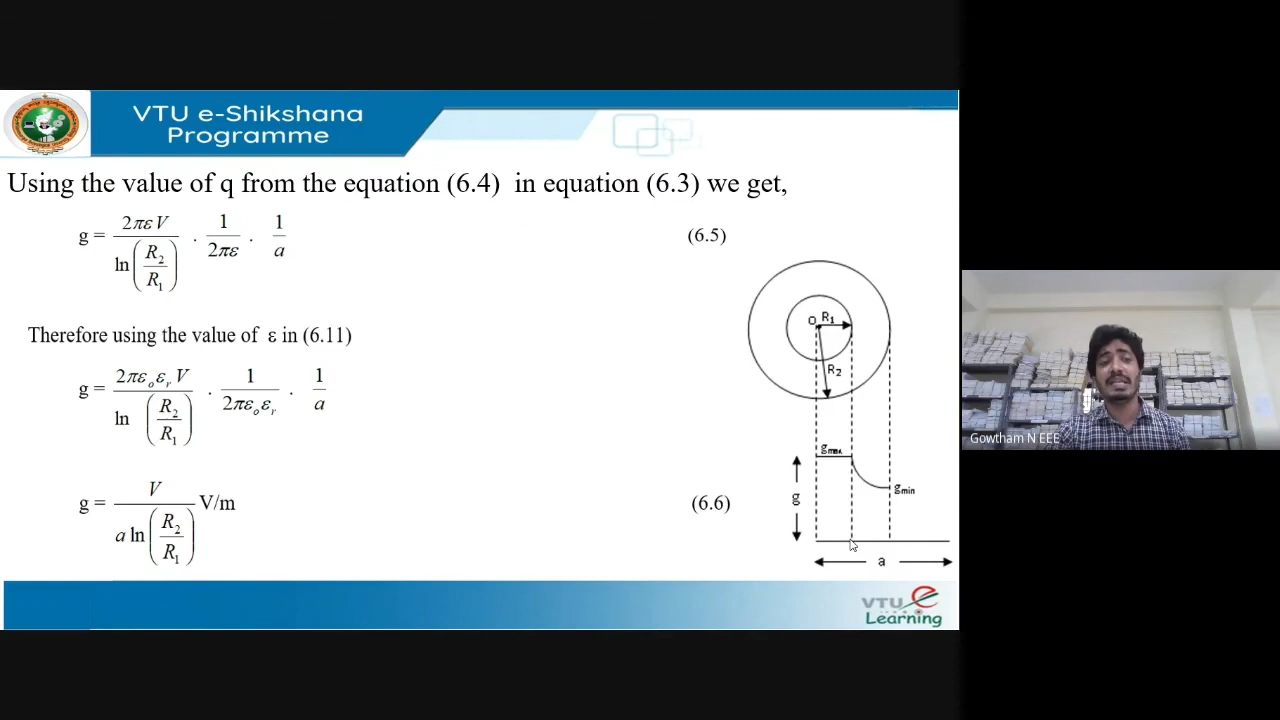 VTU e-Shikshana
Programme
Using the value of q from the equation (6.4) in equation (6.3) we get,
g = 2πεV / ln(R₂/R₁) · 1/2πε · 1/a (6.5)
Therefore using the value of ε in (6.11)
g = 2πεₒεᵣV / ln (R₂/R₁) · 1/2πεₒεᵣ · 1/a
g = V / a ln(R₂/R₁) V/m (6.6)
O R₁
R₂
gmax
g
gmin
a
VTU e
Learning
Gowtham N EEE